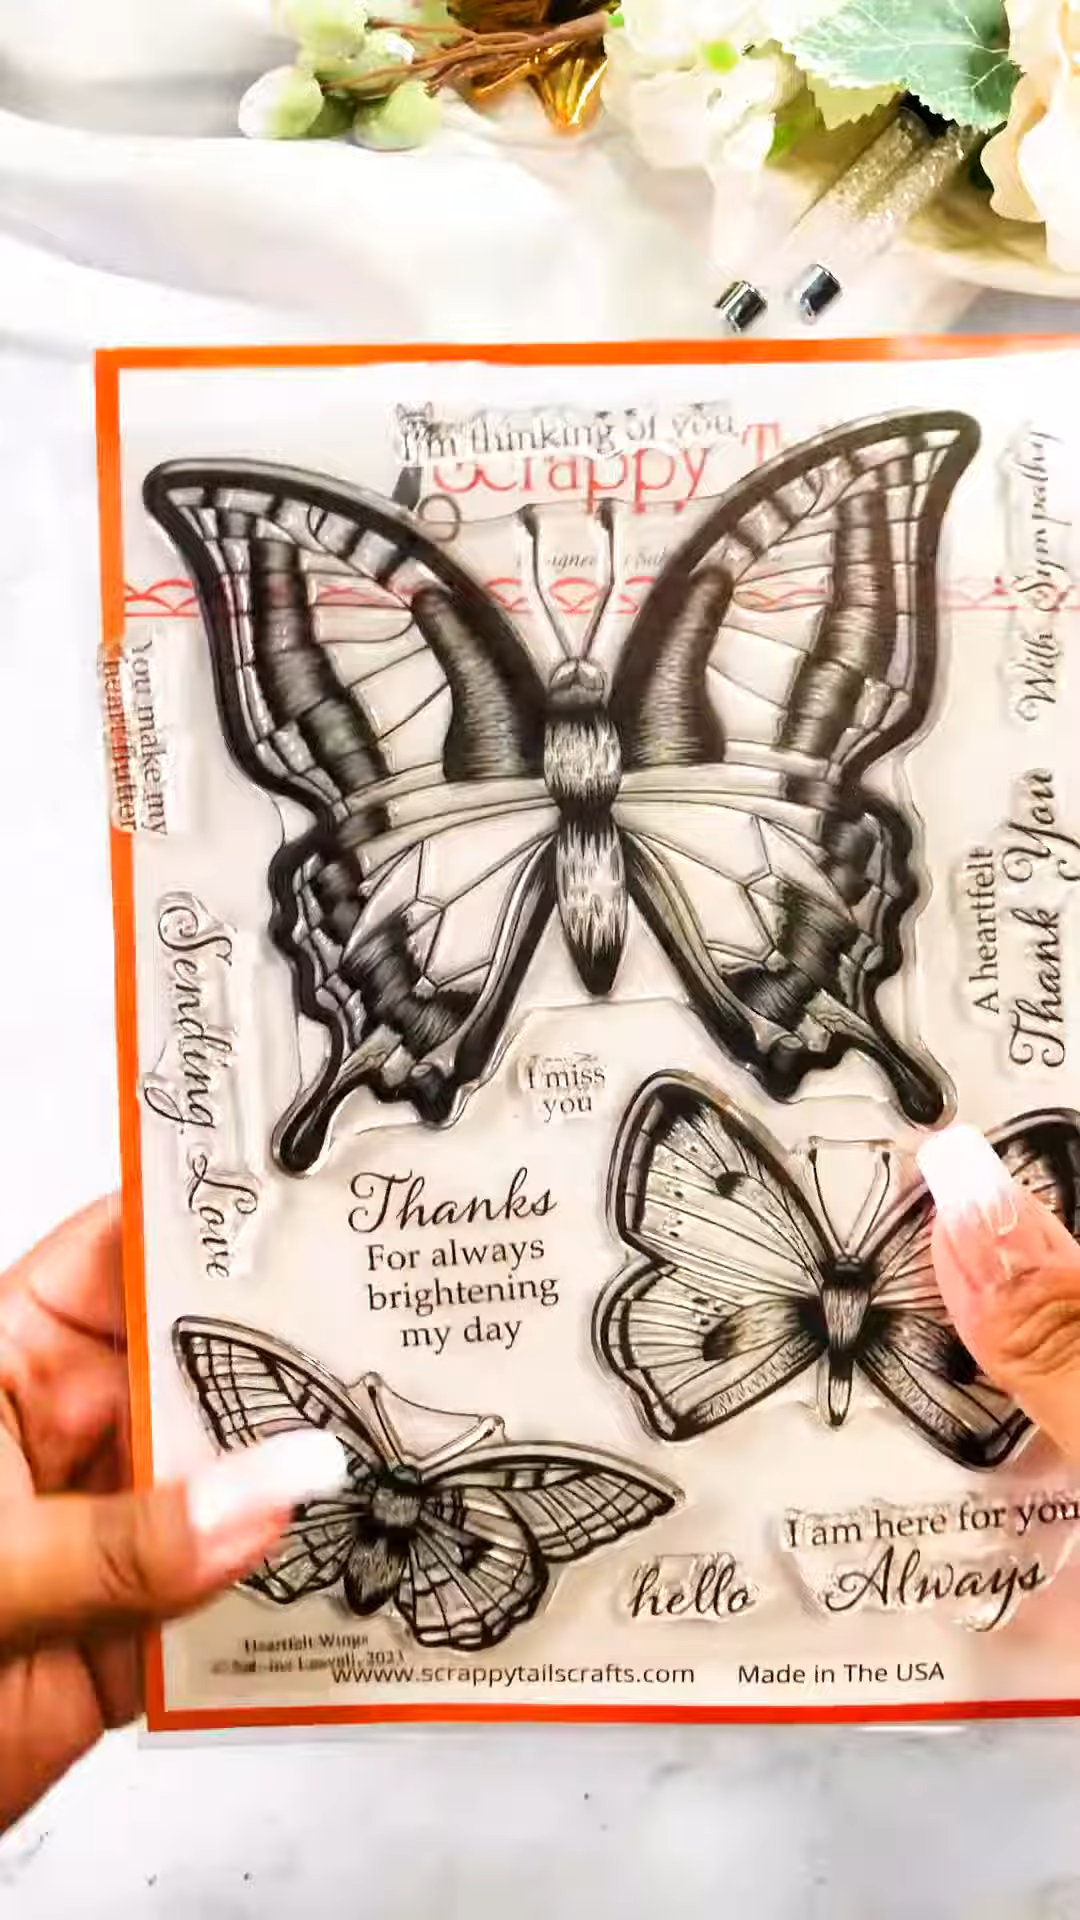 I'm thinking of you
Scrappy
With Sympathy
You make my
heart flutter
A heartfelt
Thank You
Sending Love
I miss
you
Thanks
For always
brightening
my day
I am here for you
Always
hello
Heartfelt Wings
2023
www.scrappytailscrafts.com Made in The USA